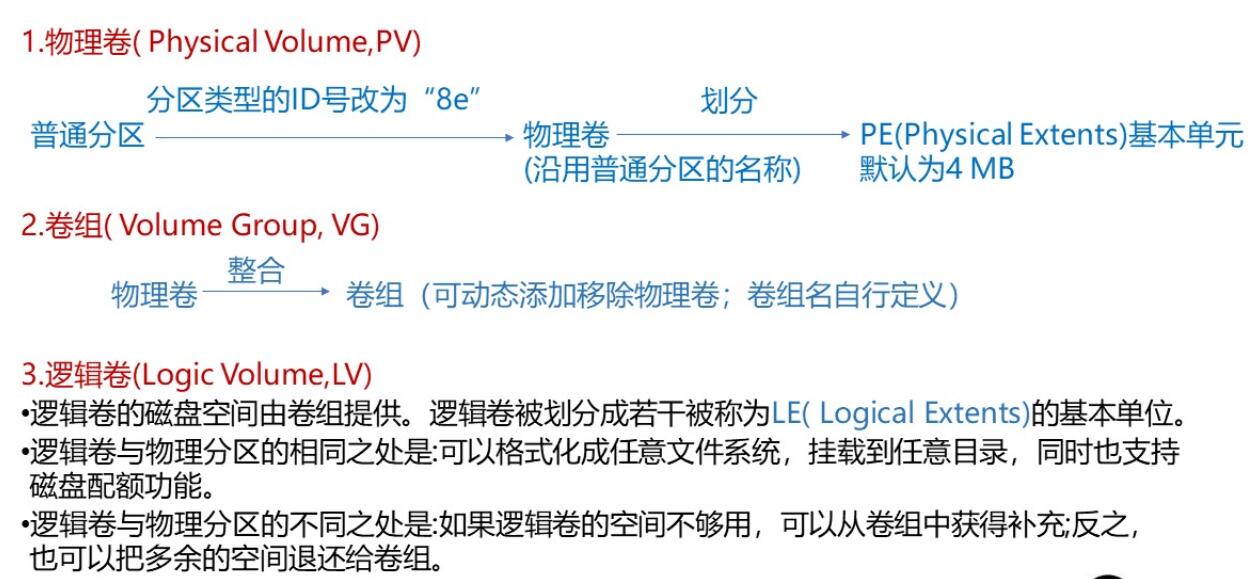 1.物理卷( Physical Volume,PV)
分区类型的ID号改为“8e”
划分
普通分区
物理卷
PE(Physical Extents)基本单元
(沿用普通分区的名称)
默认为4 MB
2.卷组( Volume Group, VG)
整合
物理卷
卷组（可动态添加移除物理卷；卷组名自行定义）
3.逻辑卷(Logic Volume,LV)
•逻辑卷的磁盘空间由卷组提供。逻辑卷被划分成若干被称为LE( Logical Extents)的基本单位。
•逻辑卷与物理分区的相同之处是:可以格式化成任意文件系统，挂载到任意目录，同时也支持
磁盘配额功能。
•逻辑卷与物理分区的不同之处是:如果逻辑卷的空间不够用，可以从卷组中获得补充;反之，
也可以把多余的空间退还给卷组。